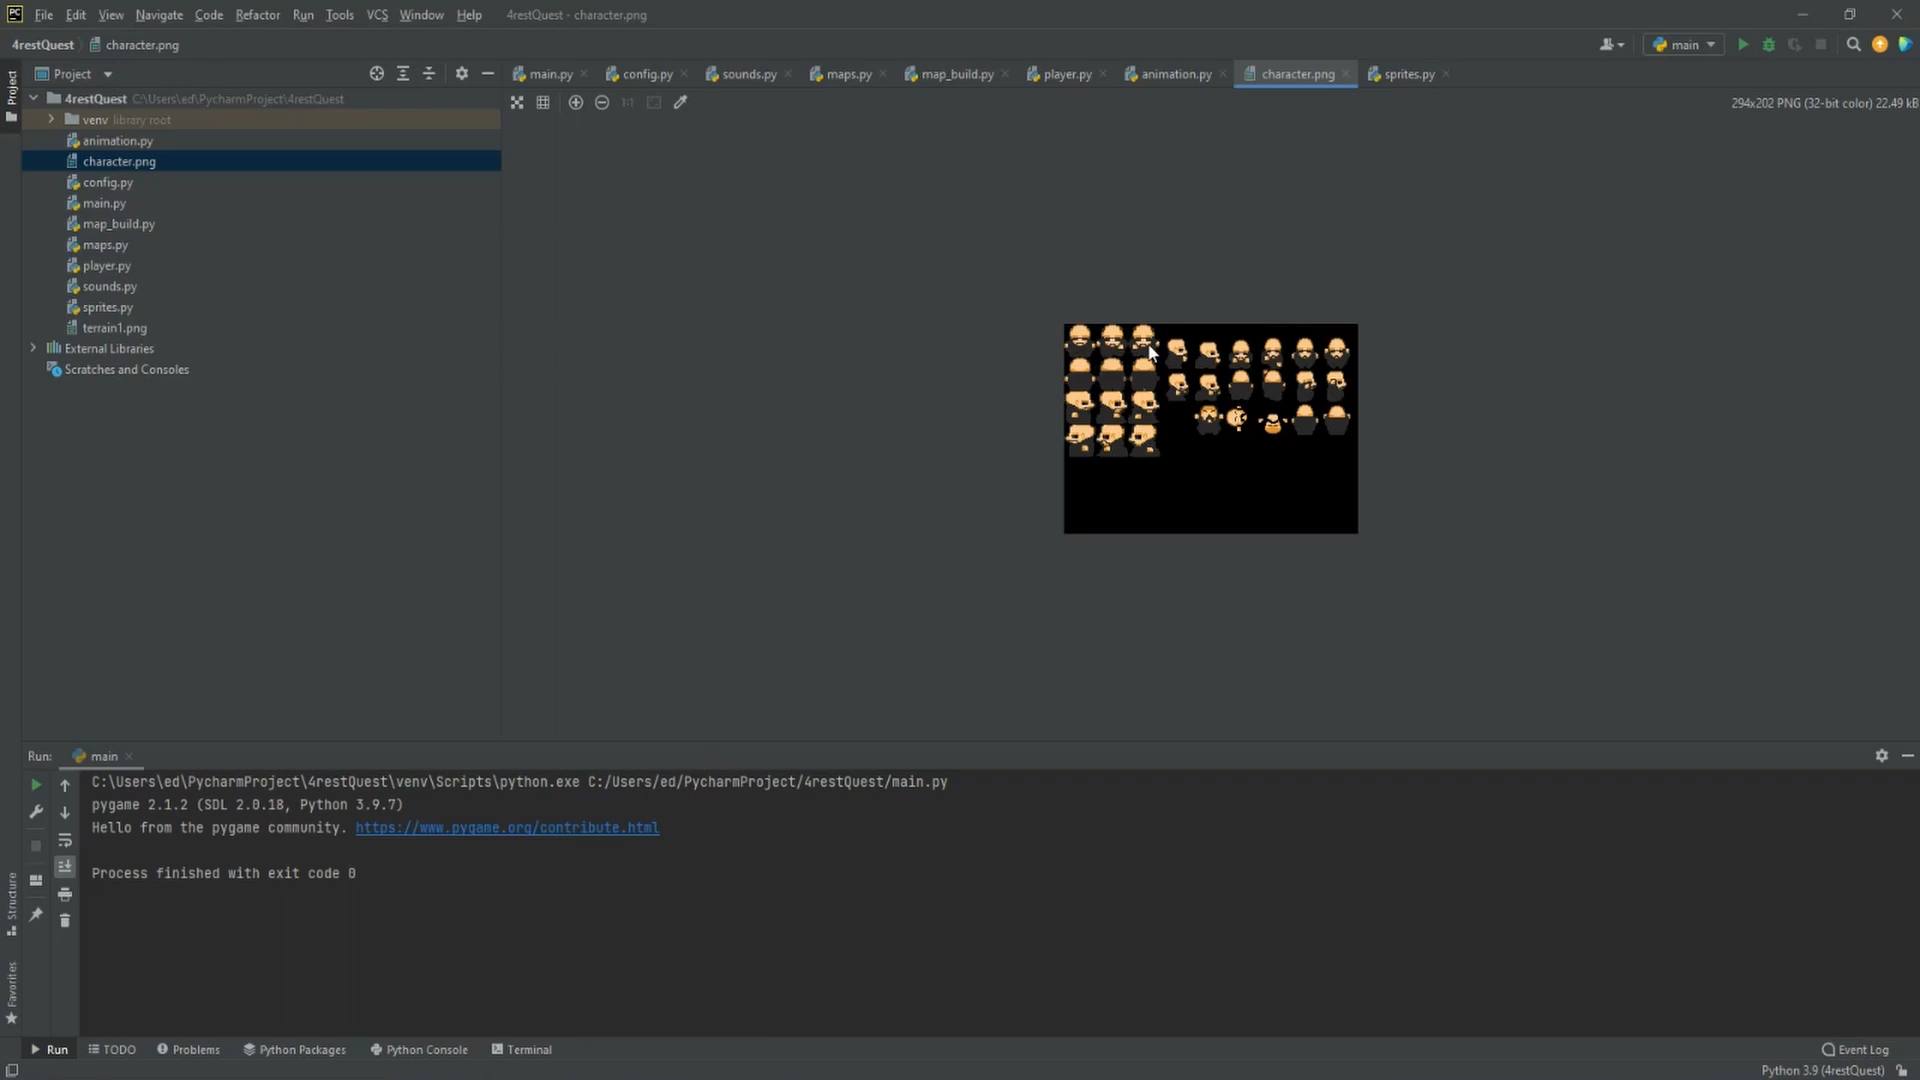 PC File Edit View Navigate Code Refactor Run Tools VCS Window Help 4restQuest - character.png
4restQuest character.png main
Project main.py config.py sounds.py maps.py map_build.py player.py animation.py character.png sprites.py
Project
4restQuest C:\Users\ed\PycharmProject\4restQuest 1:1 294x202 PNG (32-bit color) 22.49 kB
venv library root
animation.py
character.png
config.py
main.py
map_build.py
maps.py
player.py
sounds.py
sprites.py
terrain1.png
External Libraries
Scratches and Consoles
Run: main
C:\Users\ed\PycharmProject\4restQuest\venv\Scripts\python.exe C:/Users/ed/PycharmProject/4restQuest/main.py
pygame 2.1.2 (SDL 2.0.18, Python 3.9.7)
Hello from the pygame community. https://www.pygame.org/contribute.html
Process finished with exit code 0
Structure
Favorites
Run TODO Problems Python Packages Python Console Terminal Event Log
Python 3.9 (4restQuest)